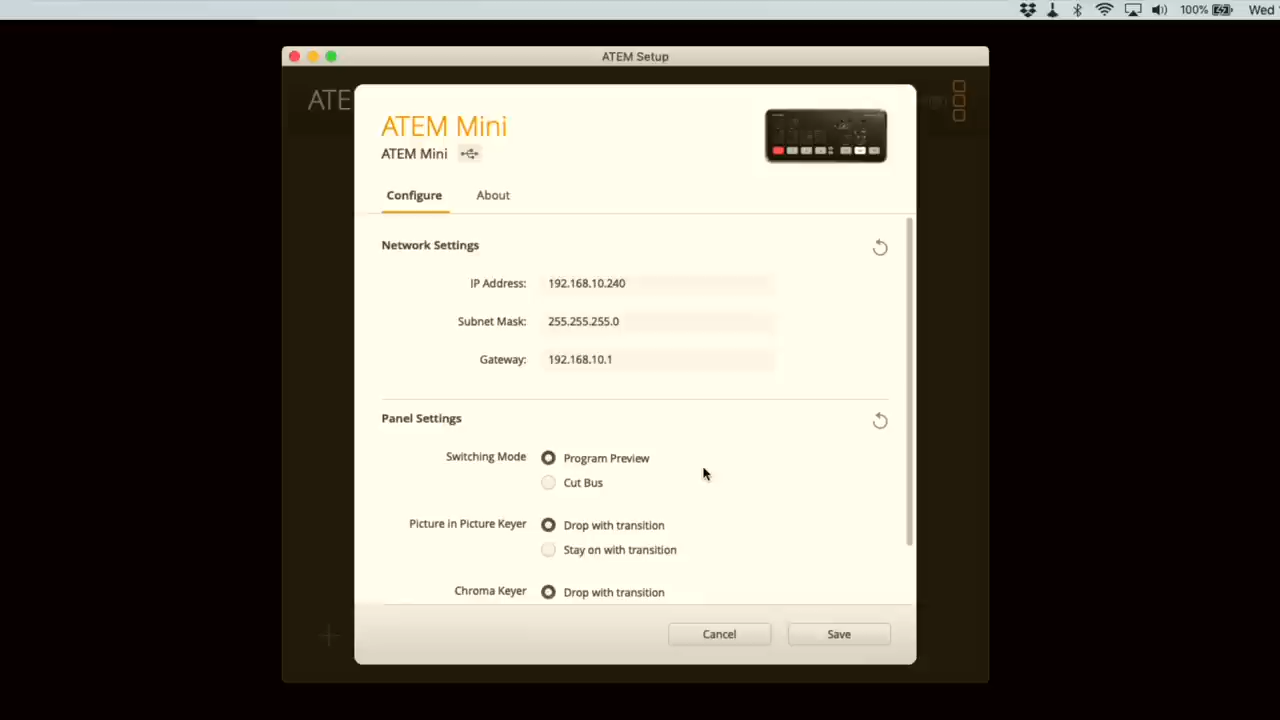 100% Wed
ATEM Setup
ATE
ATEM Mini
ATEM Mini
Configure About
Network Settings
IP Address: 192.168.10.240
Subnet Mask: 255.255.255.0
Gateway: 192.168.10.1
Panel Settings
Switching Mode Program Preview
Cut Bus
Picture in Picture Keyer Drop with transition
Stay on with transition
Chroma Keyer Drop with transition
Cancel Save